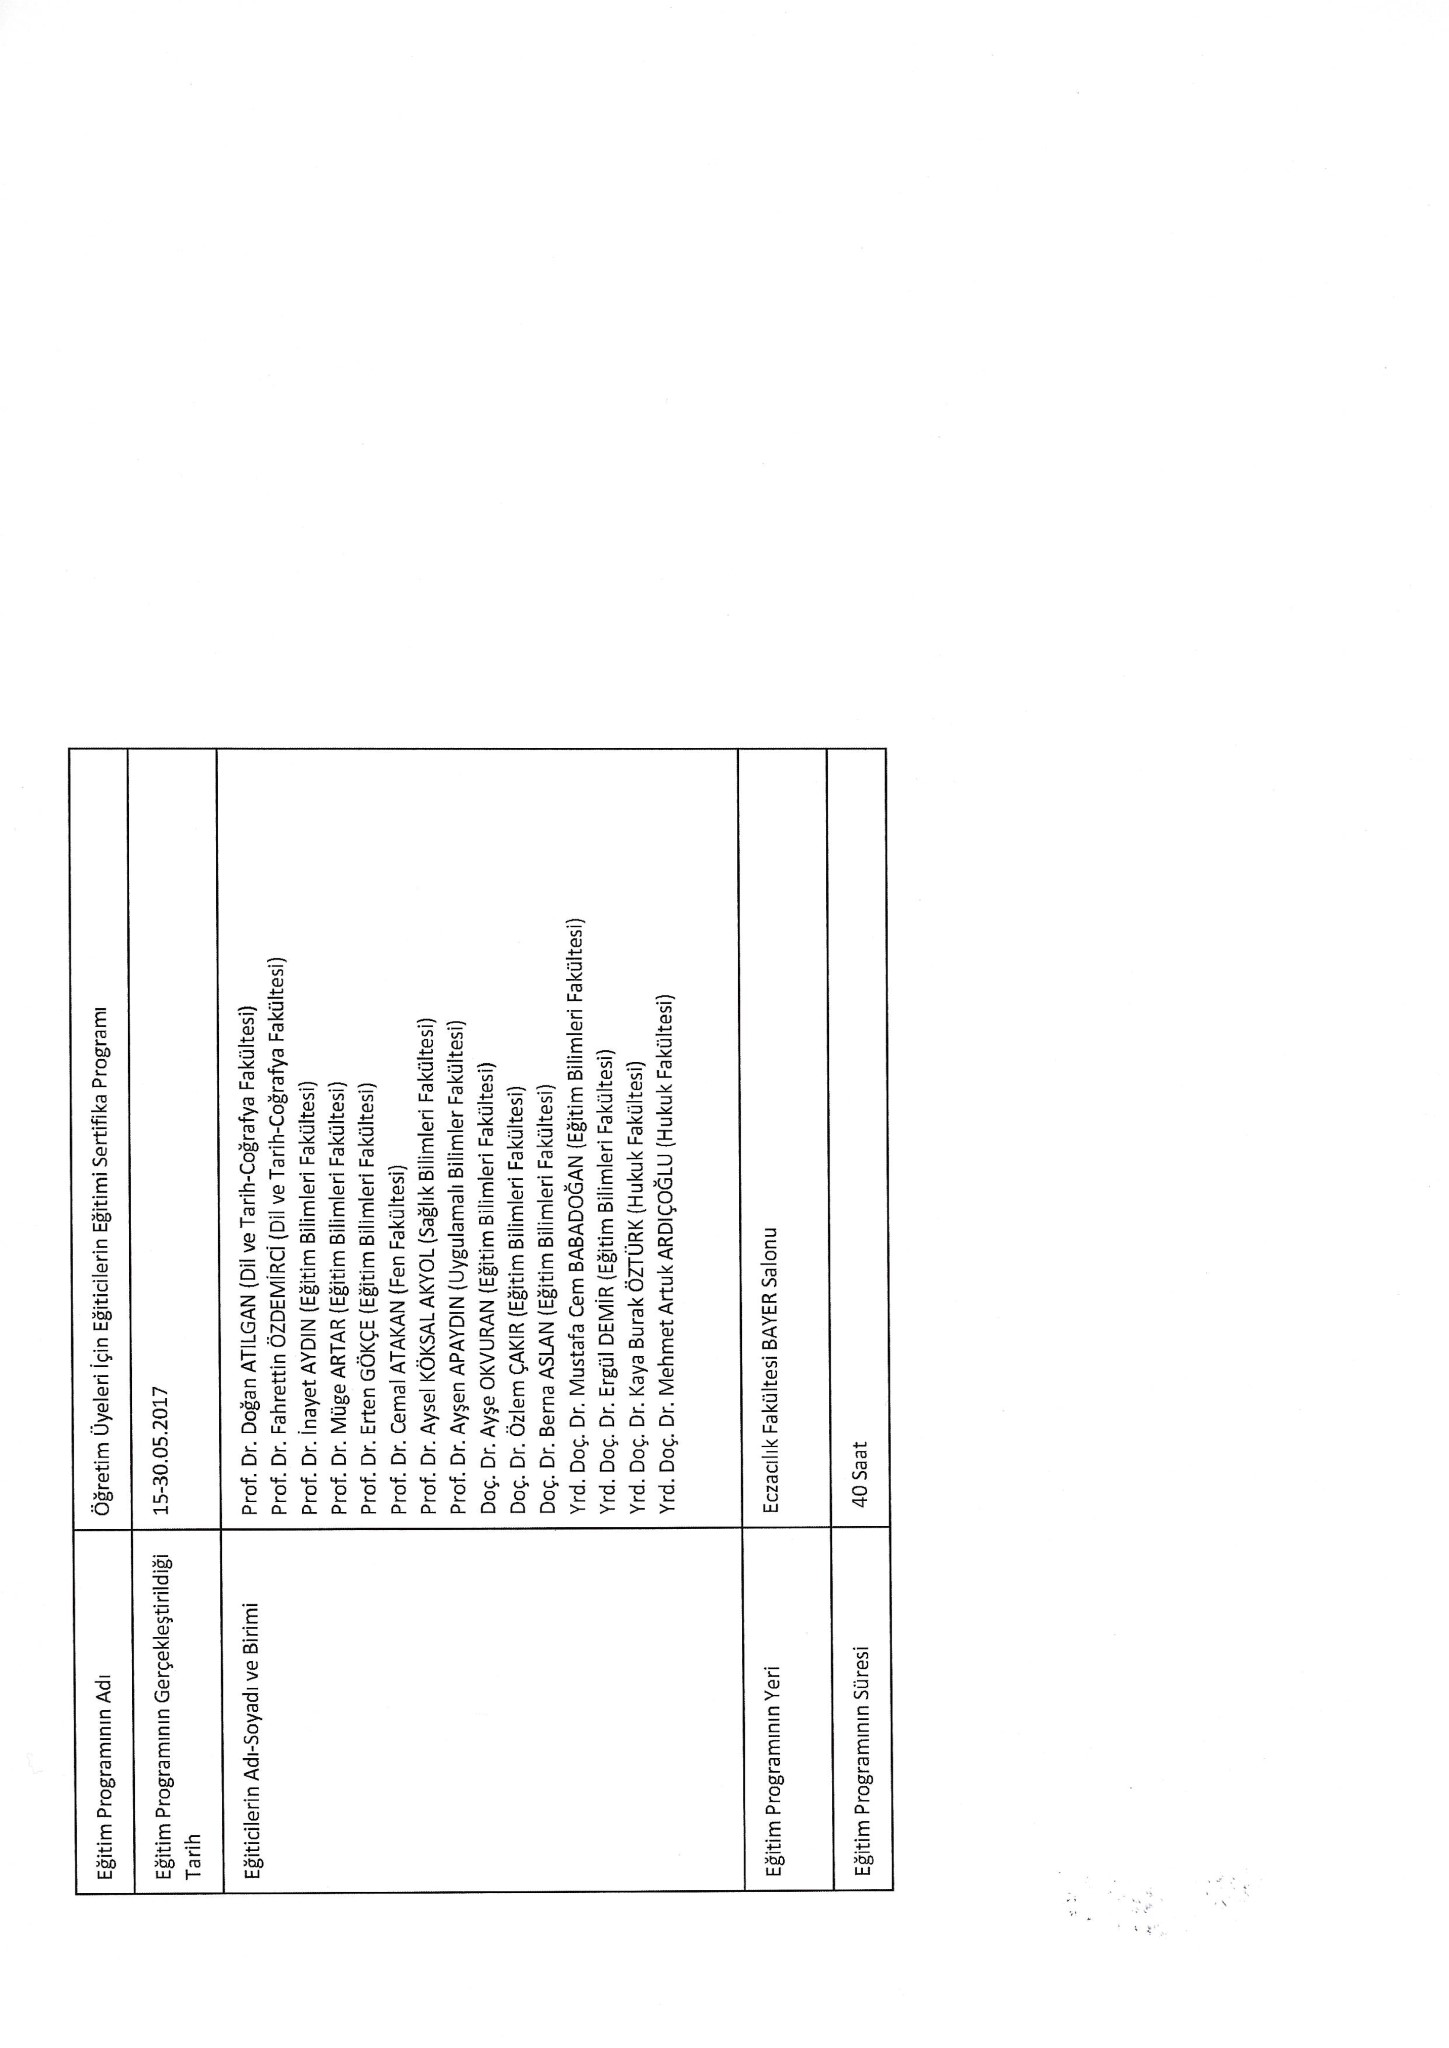 Eğitim Programının Adı
Öğretim Üyeleri İçin Eğiticilerin Eğitimi Sertifika Programı
Eğitim Programının Gerçekleştirildiği
Tarih
15-30.05.2017
Eğiticilerin Adı-Soyadı ve Birimi
Prof. Dr. Doğan ATILGAN (Dil ve Tarih-Coğrafya Fakültesi)
Prof. Dr. Fahrettin ÖZDEMİRCİ (Dil ve Tarih-Coğrafya Fakültesi)
Prof. Dr. İnayet AYDIN (Eğitim Bilimleri Fakültesi)
Prof. Dr. Müge ARTAR (Eğitim Bilimleri Fakültesi)
Prof. Dr. Erten GÖKÇE (Eğitim Bilimleri Fakültesi)
Prof. Dr. Cemal ATAKAN (Fen Fakültesi)
Prof. Dr. Aysel KÖKSAL AKYOL (Sağlık Bilimleri Fakültesi)
Prof. Dr. Ayşen APAYDIN (Uygulamalı Bilimler Fakültesi)
Doç. Dr. Ayşe OKVURAN (Eğitim Bilimleri Fakültesi)
Doç. Dr. Özlem ÇAKIR (Eğitim Bilimleri Fakültesi)
Doç. Dr. Berna ASLAN (Eğitim Bilimleri Fakültesi)
Yrd. Doç. Dr. Mustafa Cem BABADOĞAN (Eğitim Bilimleri Fakültesi)
Yrd. Doç. Dr. Ergül DEMİR (Eğitim Bilimleri Fakültesi)
Yrd. Doç. Dr. Kaya Burak ÖZTÜRK (Hukuk Fakültesi)
Yrd. Doç. Dr. Mehmet Artuk ARDIÇOĞLU (Hukuk Fakültesi)
Eğitim Programının Yeri
Eczacılık Fakültesi BAYER Salonu
Eğitim Programının Süresi
40 Saat